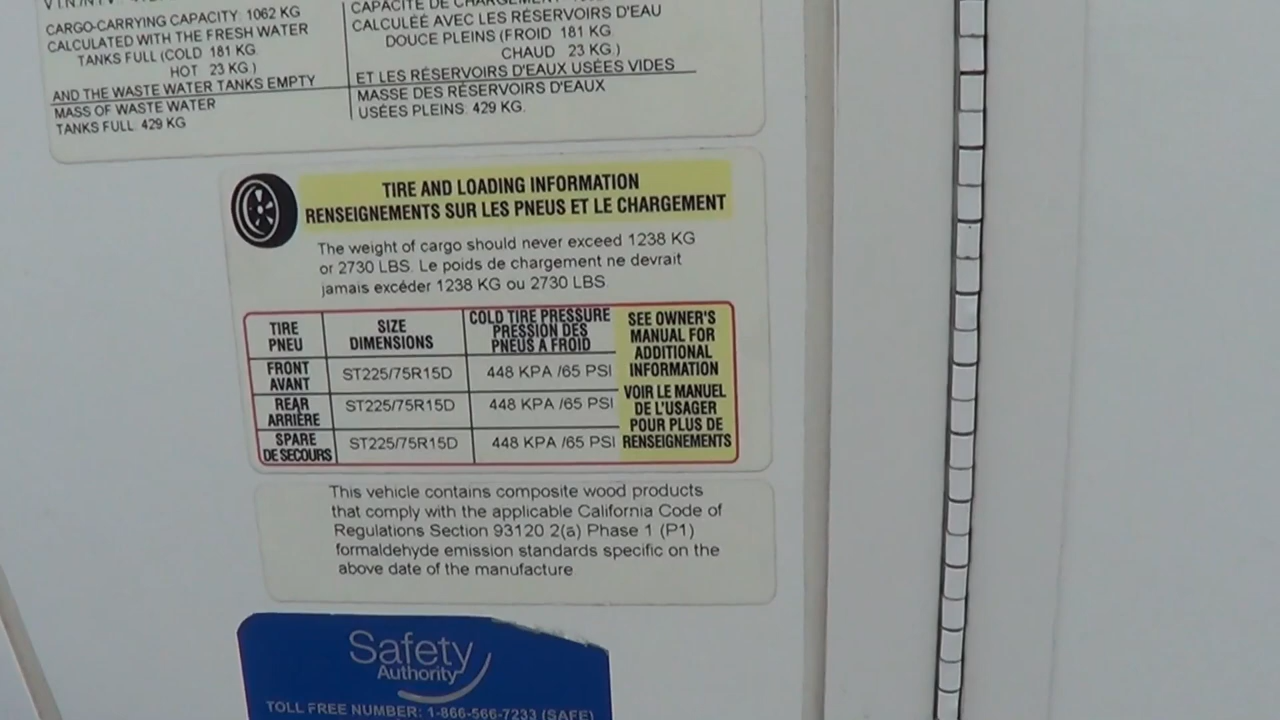 CARGO-CARRYING CAPACITY: 1062 KG
CALCULATED WITH THE FRESH WATER
TANKS FULL (COLD 181 KG
HOT 23 KG )
AND THE WASTE WATER TANKS EMPTY
MASS OF WASTE WATER
TANKS FULL: 429 KG
CALCULÉE AVEC LES RÉSERVOIRS D'EAU
DOUCE PLEINS (FROID 181 KG
CHAUD 23 KG.)
ET LES RÉSERVOIRS D'EAUX USÉES VIDES
MASSE DES RÉSERVOIRS D'EAUX
USÉES PLEINS: 429 KG.
TIRE AND LOADING INFORMATION
RENSEIGNEMENTS SUR LES PNEUS ET LE CHARGEMENT
The weight of cargo should never exceed 1238 KG
or 2730 LBS. Le poids de chargement ne devrait
jamais excéder 1238 KG ou 2730 LBS.
TIRE
PNEU
SIZE
DIMENSIONS
COLD TIRE PRESSURE
PRESSION DES
PNEUS A FROID
FRONT
AVANT
ST225/75R15D
448 KPA /65 PSI
REAR
ARRIÈRE
ST225/75R15D
448 KPA /65 PSI
SPARE
DE SECOURS
ST225/75R15D
448 KPA /65 PSI
SEE OWNER'S
MANUAL FOR
ADDITIONAL
INFORMATION
VOIR LE MANUEL
DE L'USAGER
POUR PLUS DE
RENSEIGNEMENTS
This vehicle contains composite wood products
that comply with the applicable California Code of
Regulations Section 93120 2(a) Phase 1 (P1)
formaldehyde emission standards specific on the
above date of the manufacture
Safety
Authority
TOLL FREE NUMBER: 1-866-566-7233 (SAFE)